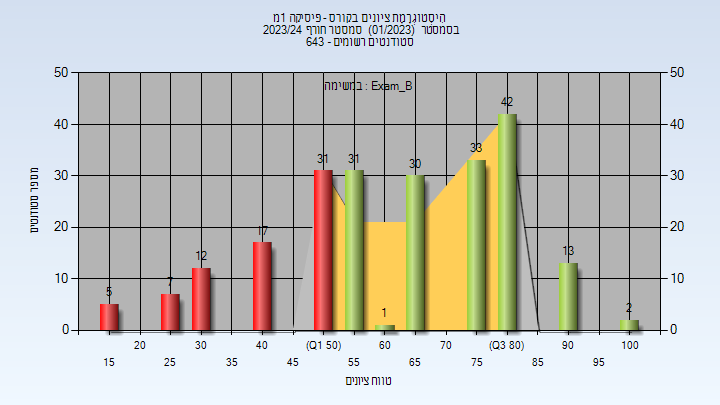 היסטוגרמת ציונים בקורס - פיסיקה 1מ
בסמסטר (01/2023) סמסטר חורף 2023/24
סטודנטים רשומים - 643
במשימה : Exam_B
מספר סטודנטים
50 50
40 40
30 30
20 20
10 10
0 0
5 7 12 17 31 31 1 30 33 42 13 2
20 30 40 (Q1 50) 60 70 (Q3 80) 90 100
15 25 35 45 55 65 75 85 95
טווח ציונים